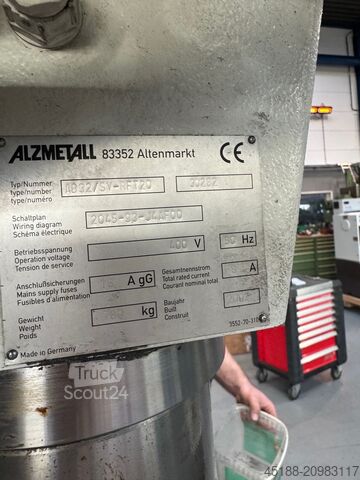 ALZMETALL 83352 Altenmarkt CE
Typ/Nummer
type/number
type/numéro
AB32/SV-RFT20
Schaltplan
Wiring diagram
Schéma électrique
Betriebsspannung
Operation voltage
Tension de service
400 V
50 Hz
Anschlußsicherungen
Mains supply fuses
Fusibles d'alimentation
A gG
Gesamtnennstrom
Total rated current
Courant nominal total
A
Gewicht
Weight
Poids
kg
Baujahr
Built
Construit
Made in Germany
Truck
Scout24
45188-20983117